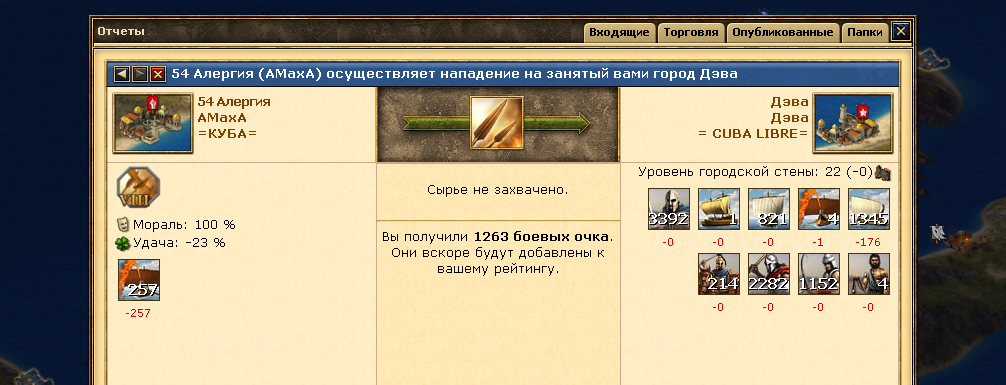 Отчеты
Входящие
Торговля
Опубликованные
Папки
54 Алергия (АМахА) осуществляет нападение на занятый вами город Дэва
54 Алергия
АМахА
=КУБА=
Дэва
Дэва
= CUBA LIBRE=
VIII
Мораль: 100 %
Удача: -23 %
257
-257
Сырье не захвачено.
Вы получили 1263 боевых очка.
Они вскоре будут добавлены к
вашему рейтингу.
Уровень городской стены: 22 (-0)
3392 1 821 4 1345
-0 -0 -0 -1 -176
214 2282 1152 4
-0 -0 -0 -0